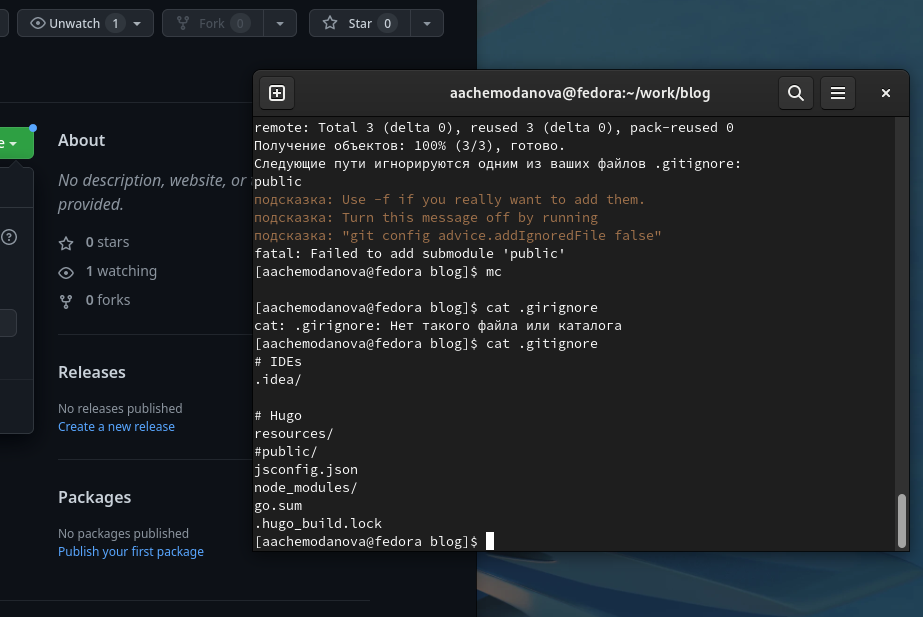 Unwatch 1
Fork 0
Star 0
About
No description, website, or
provided.
0 stars
1 watching
0 forks
Releases
No releases published
Create a new release
Packages
No packages published
Publish your first package
aachemodanova@fedora:~/work/blog
remote: Total 3 (delta 0), reused 3 (delta 0), pack-reused 0
Получение объектов: 100% (3/3), готово.
Следующие пути игнорируются одним из ваших файлов .gitignore:
public
подсказка: Use -f if you really want to add them.
подсказка: Turn this message off by running
подсказка: "git config advice.addIgnoredFile false"
fatal: Failed to add submodule 'public'
[aachemodanova@fedora blog]$ mc
[aachemodanova@fedora blog]$ cat .girignore
cat: .girignore: Нет такого файла или каталога
[aachemodanova@fedora blog]$ cat .gitignore
# IDEs
.idea/
# Hugo
resources/
#public/
jsconfig.json
node_modules/
go.sum
.hugo_build.lock
[aachemodanova@fedora blog]$